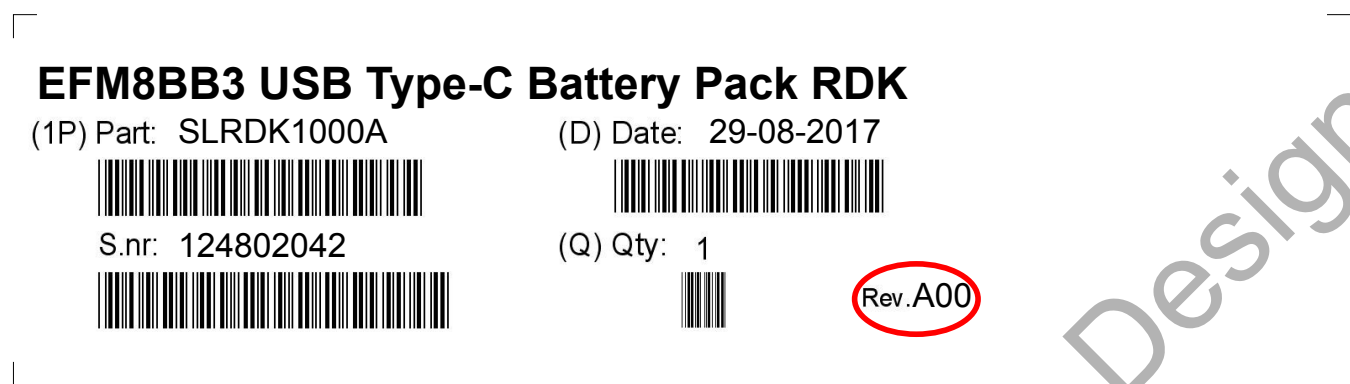 EFM8BB3 USB Type-C Battery Pack RDK
(1P) Part: SLRDK1000A (D) Date: 29-08-2017
S.nr: 124802042 (Q) Qty: 1
Rev.A00
Design